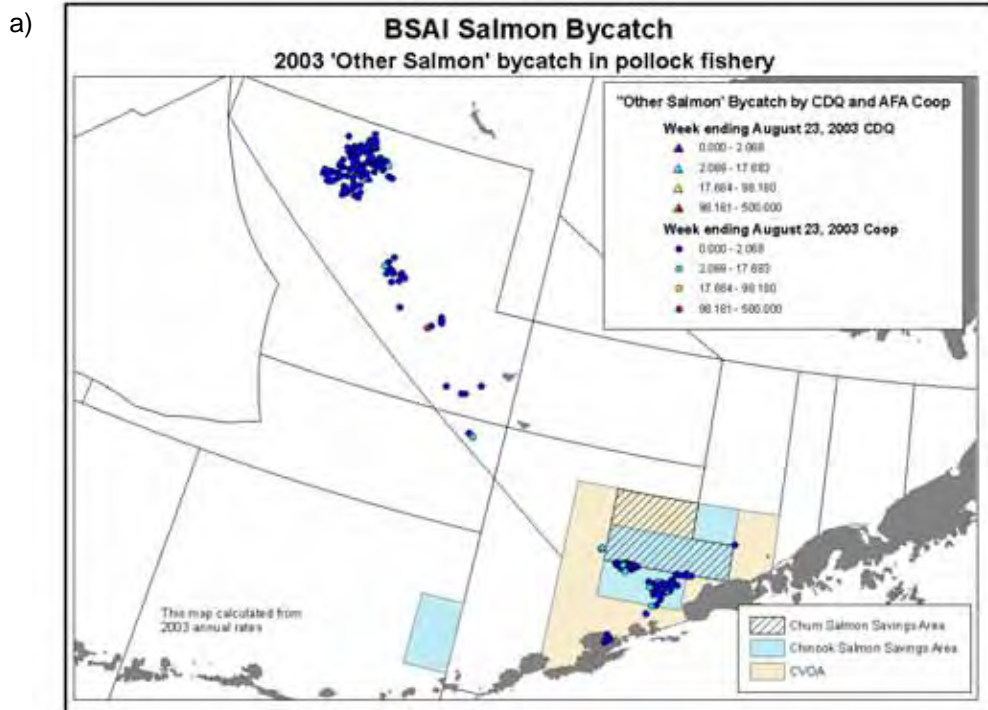 a)
BSAI Salmon Bycatch
2003 'Other Salmon' bycatch in pollock fishery
"Other Salmon' Bycatch by CDQ and AFA Coop
Week ending August 23, 2003 CDQ
0.000 - 2.068
2.069 - 17.683
17.684 - 98.160
98.161 - 500.000
Week ending August 23, 2003 Coop
0.000 - 2.068
2.069 - 17.683
17.684 - 98.160
98.161 - 500.000
This map calculated from
2003 annual rates
Chum Salmon Savings Area
Chinook Salmon Savings Area
CVOA